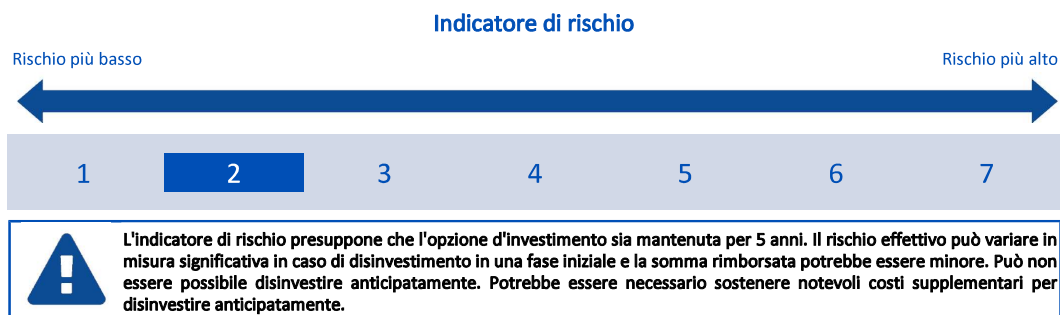 Indicatore di rischio
Rischio più basso
Rischio più alto
1 2 3 4 5 6 7
L'indicatore di rischio presuppone che l'opzione d'investimento sia mantenuta per 5 anni. Il rischio effettivo può variare in
misura significativa in caso di disinvestimento in una fase iniziale e la somma rimborsata potrebbe essere minore. Può non
essere possibile disinvestire anticipatamente. Potrebbe essere necessario sostenere notevoli costi supplementari per
disinvestire anticipatamente.